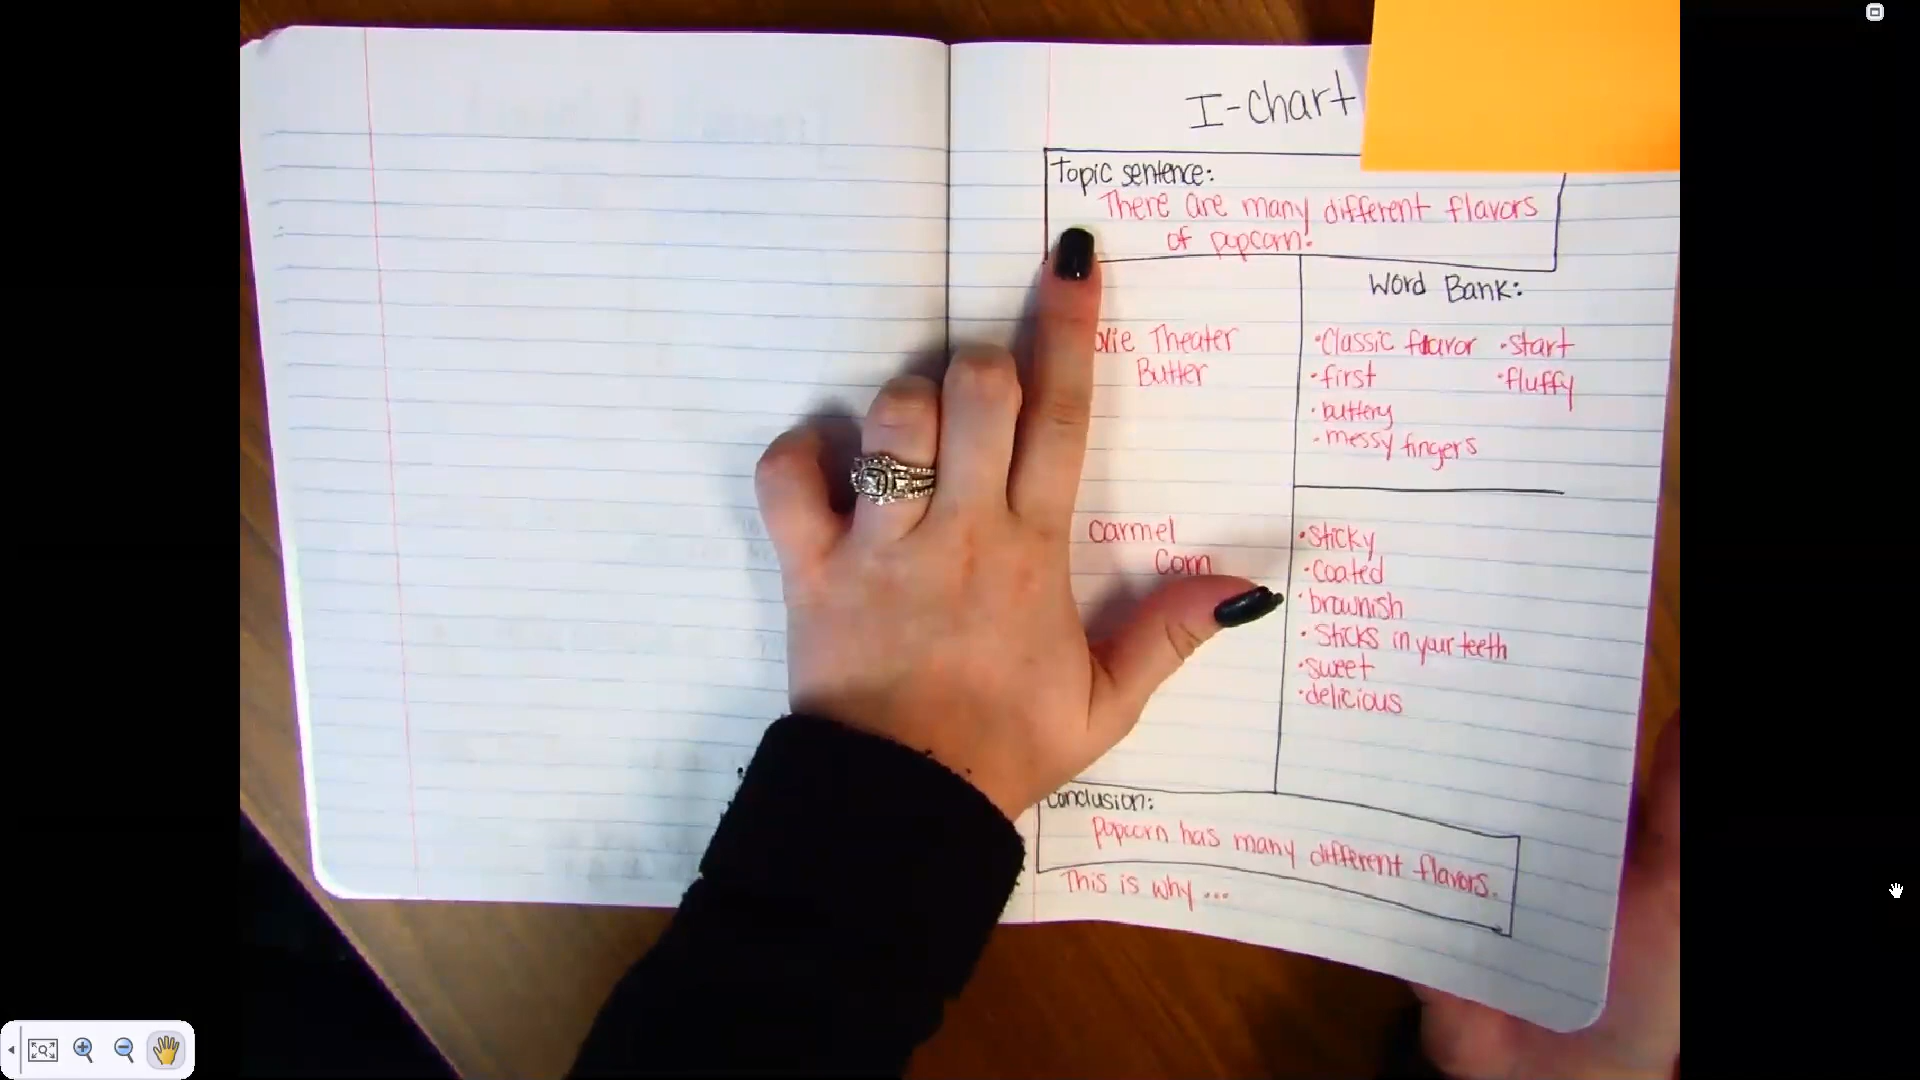 I-chart
Topic sentence:
There are many different flavors
of popcorn.
Word Bank:
ovie Theater
Butter
•Classic flavor •start
•first •fluffy
•buttery
•messy fingers
carmel
Corn
•sticky
•coated
•brownish
•Sticks in your teeth
•sweet
•delicious
Conclusion:
Popcorn has many different flavors.
This is why ...